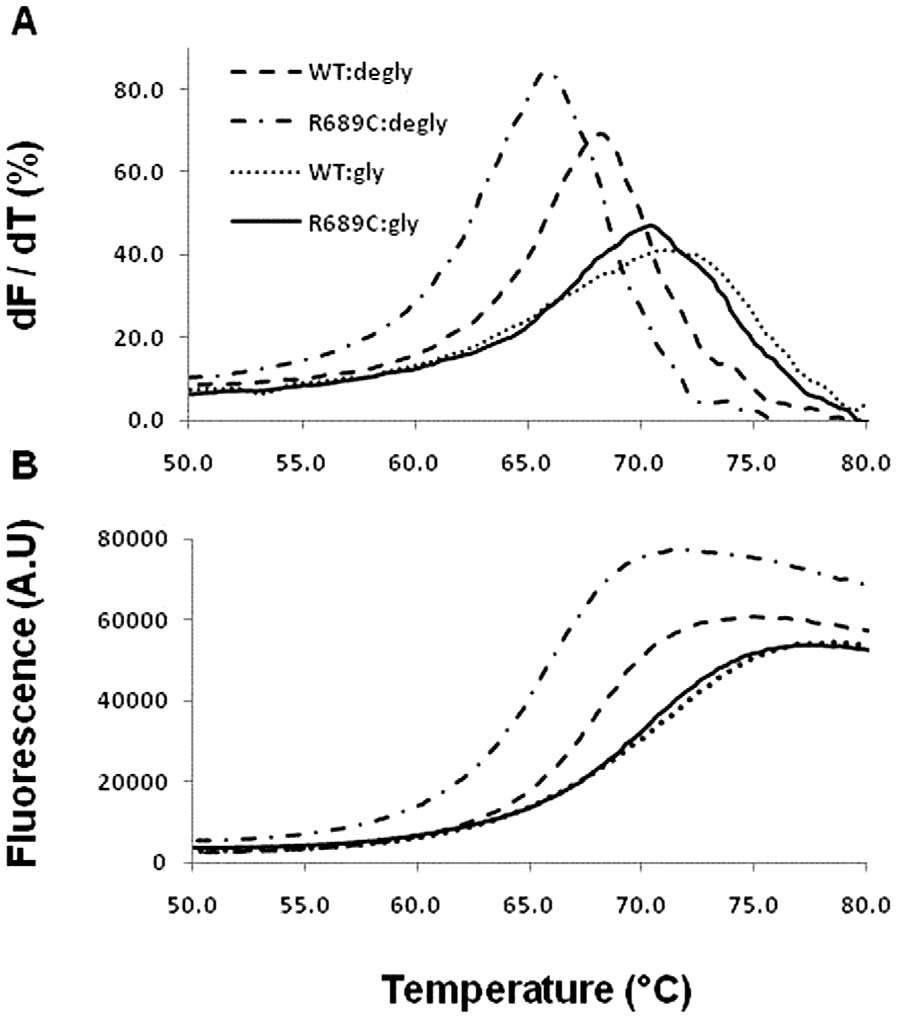 A
dF / dT (%)
80.0
60.0
40.0
20.0
0.0
WT:degly
R689C:degly
WT:gly
R689C:gly
50.0 55.0 60.0 65.0 70.0 75.0 80.0
B
Fluorescence (A.U)
80000
60000
40000
20000
0
50.0 55.0 60.0 65.0 70.0 75.0 80.0
Temperature (°C)